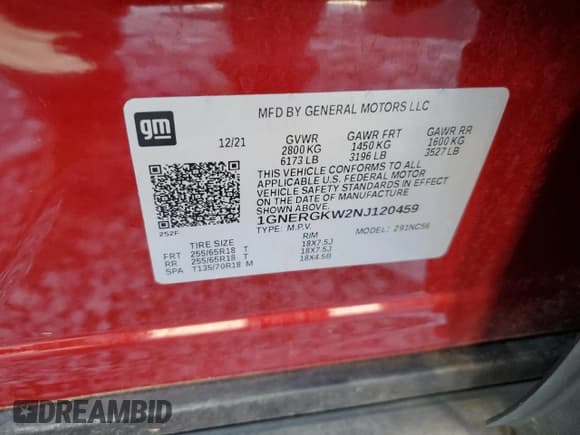 gm
MFD BY GENERAL MOTORS LLC
12/21
GVWR GAWR FRT GAWR RR
2800 KG 1450 KG 1600 KG
6173 LB 3196 LB 3527 LB
THIS VEHICLE CONFORMS TO ALL
APPLICABLE U.S. FEDERAL MOTOR
VEHICLE SAFETY STANDARDS IN EFFECT
ON THE DATE OF MANUFACTURE
SHOWN ABOVE.
1GNERGKW2NJ120459
TYPE: M.P.V. MODEL: 291NC56
252F
TIRE SIZE RIM
FRT 255/65R18 T 18X7.5J
RR 255/65R18 T 18X7.5J
SPA T135/70R18 M 18X4.5B
DREAMBID